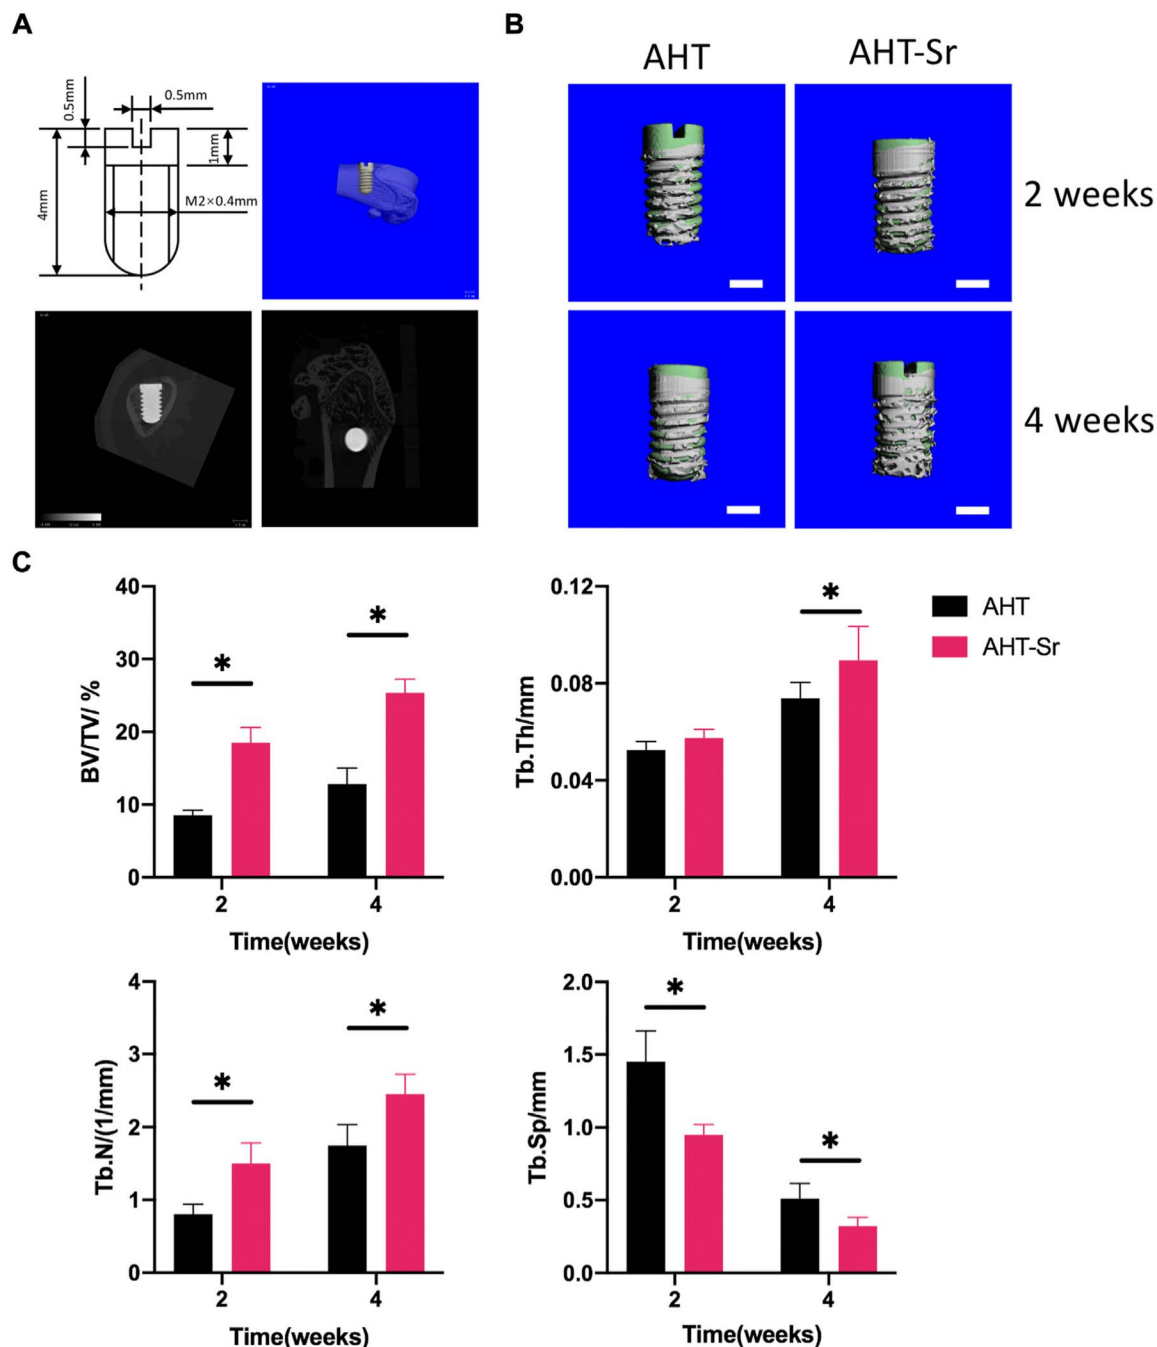 A
0.5mm
0.5mm
1mm
4mm
M2×0.4mm
B
AHT
AHT-Sr
2 weeks
4 weeks
C
40
30
20
10
0
BV/TV/ %
*
*
2
4
Time(weeks)
0.12
0.08
0.04
0.00
Tb.Th/mm
*
2
4
Time(weeks)
AHT
AHT-Sr
4
3
2
1
0
Tb.N/(1/mm)
*
*
2
4
Time(weeks)
2.0
1.5
1.0
0.5
0.0
Tb.Sp/mm
*
*
2
4
Time(weeks)